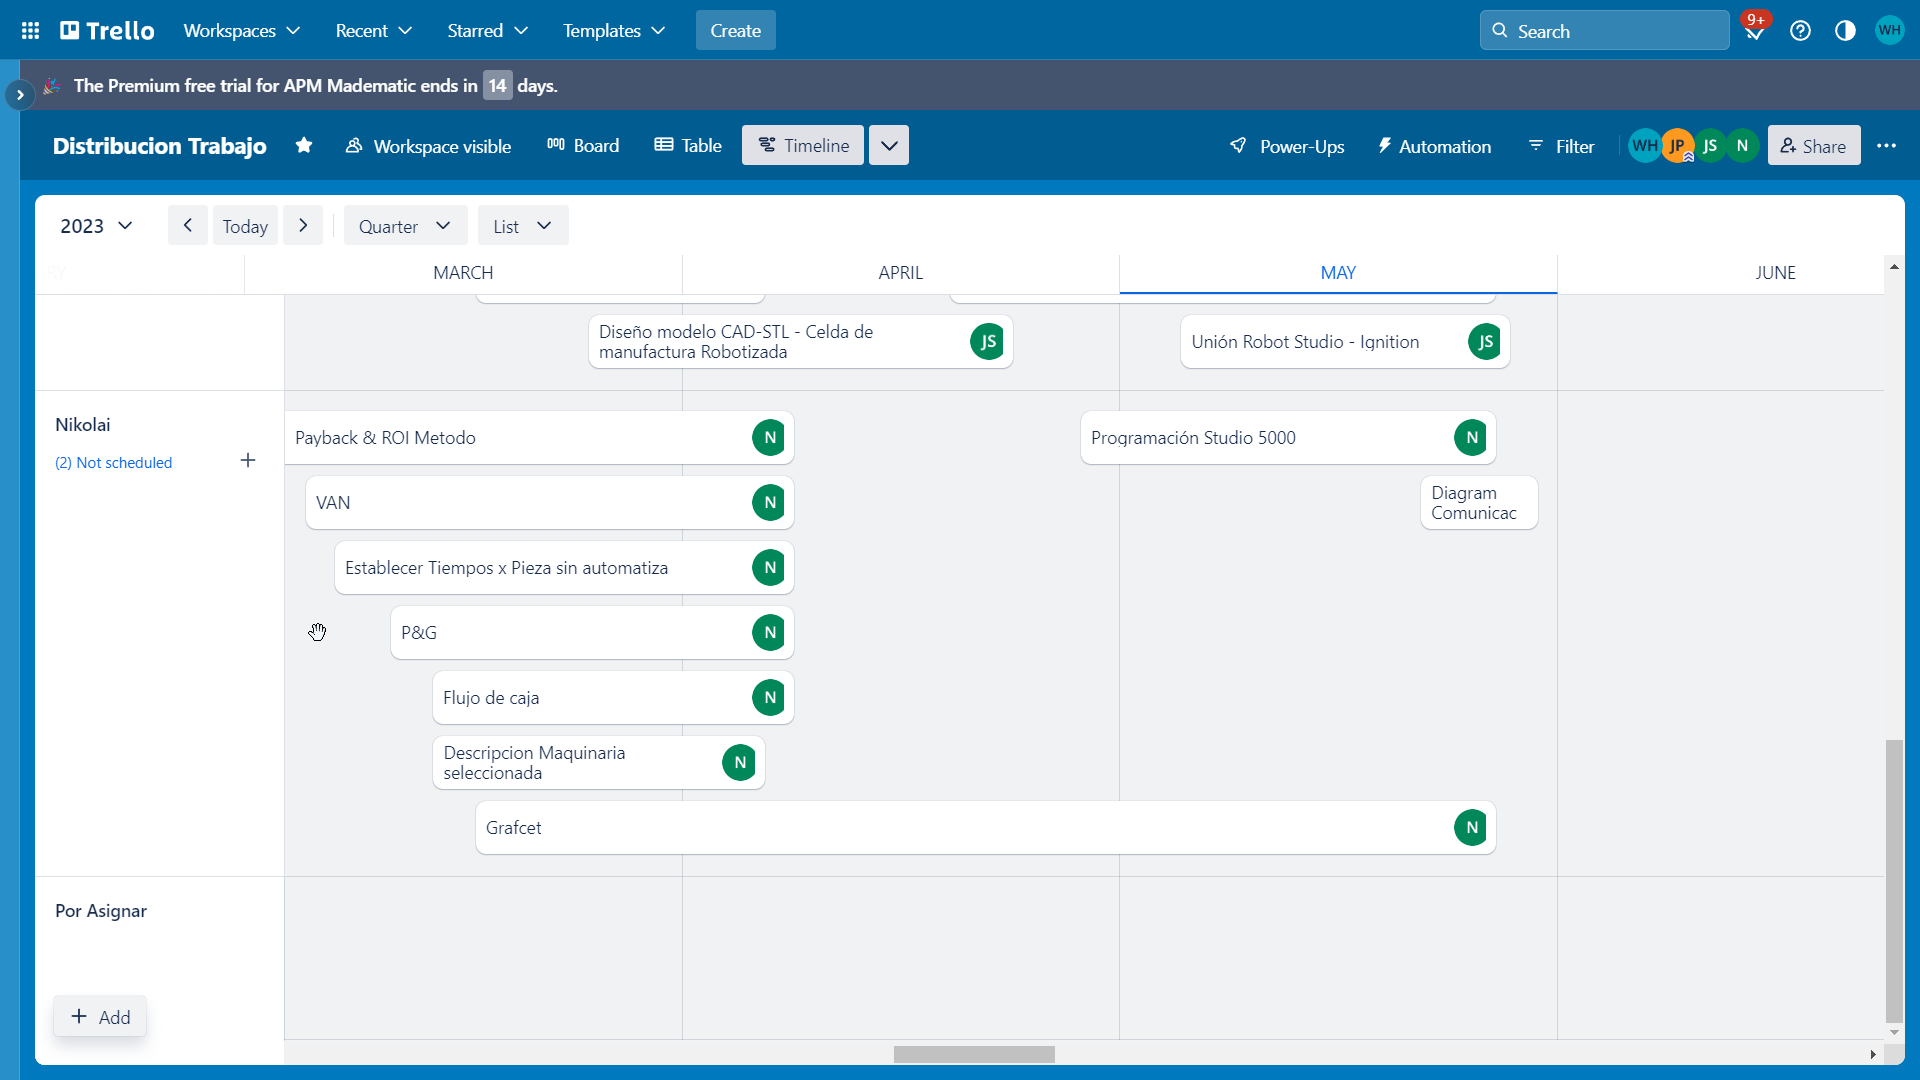 Trello Workspaces Recent Starred Templates Create Search 9+ WH
The Premium free trial for APM Madematic ends in 14 days.
Distribucion Trabajo Workspace visible Board Table Timeline Power-Ups Automation Filter WH JP JS N Share
2023 Today Quarter List
MARCH APRIL MAY JUNE
Diseño modelo CAD-STL - Celda de
manufactura Robotizada
JS
Unión Robot Studio - Ignition JS
Nikolai
(2) Not scheduled
Payback & ROI Metodo N
Programación Studio 5000 N
VAN N
Diagram
Comunicac
Establecer Tiempos x Pieza sin automatiza N
P&G N
Flujo de caja N
Descripcion Maquinaria
seleccionada
N
Grafcet N
Por Asignar
Add